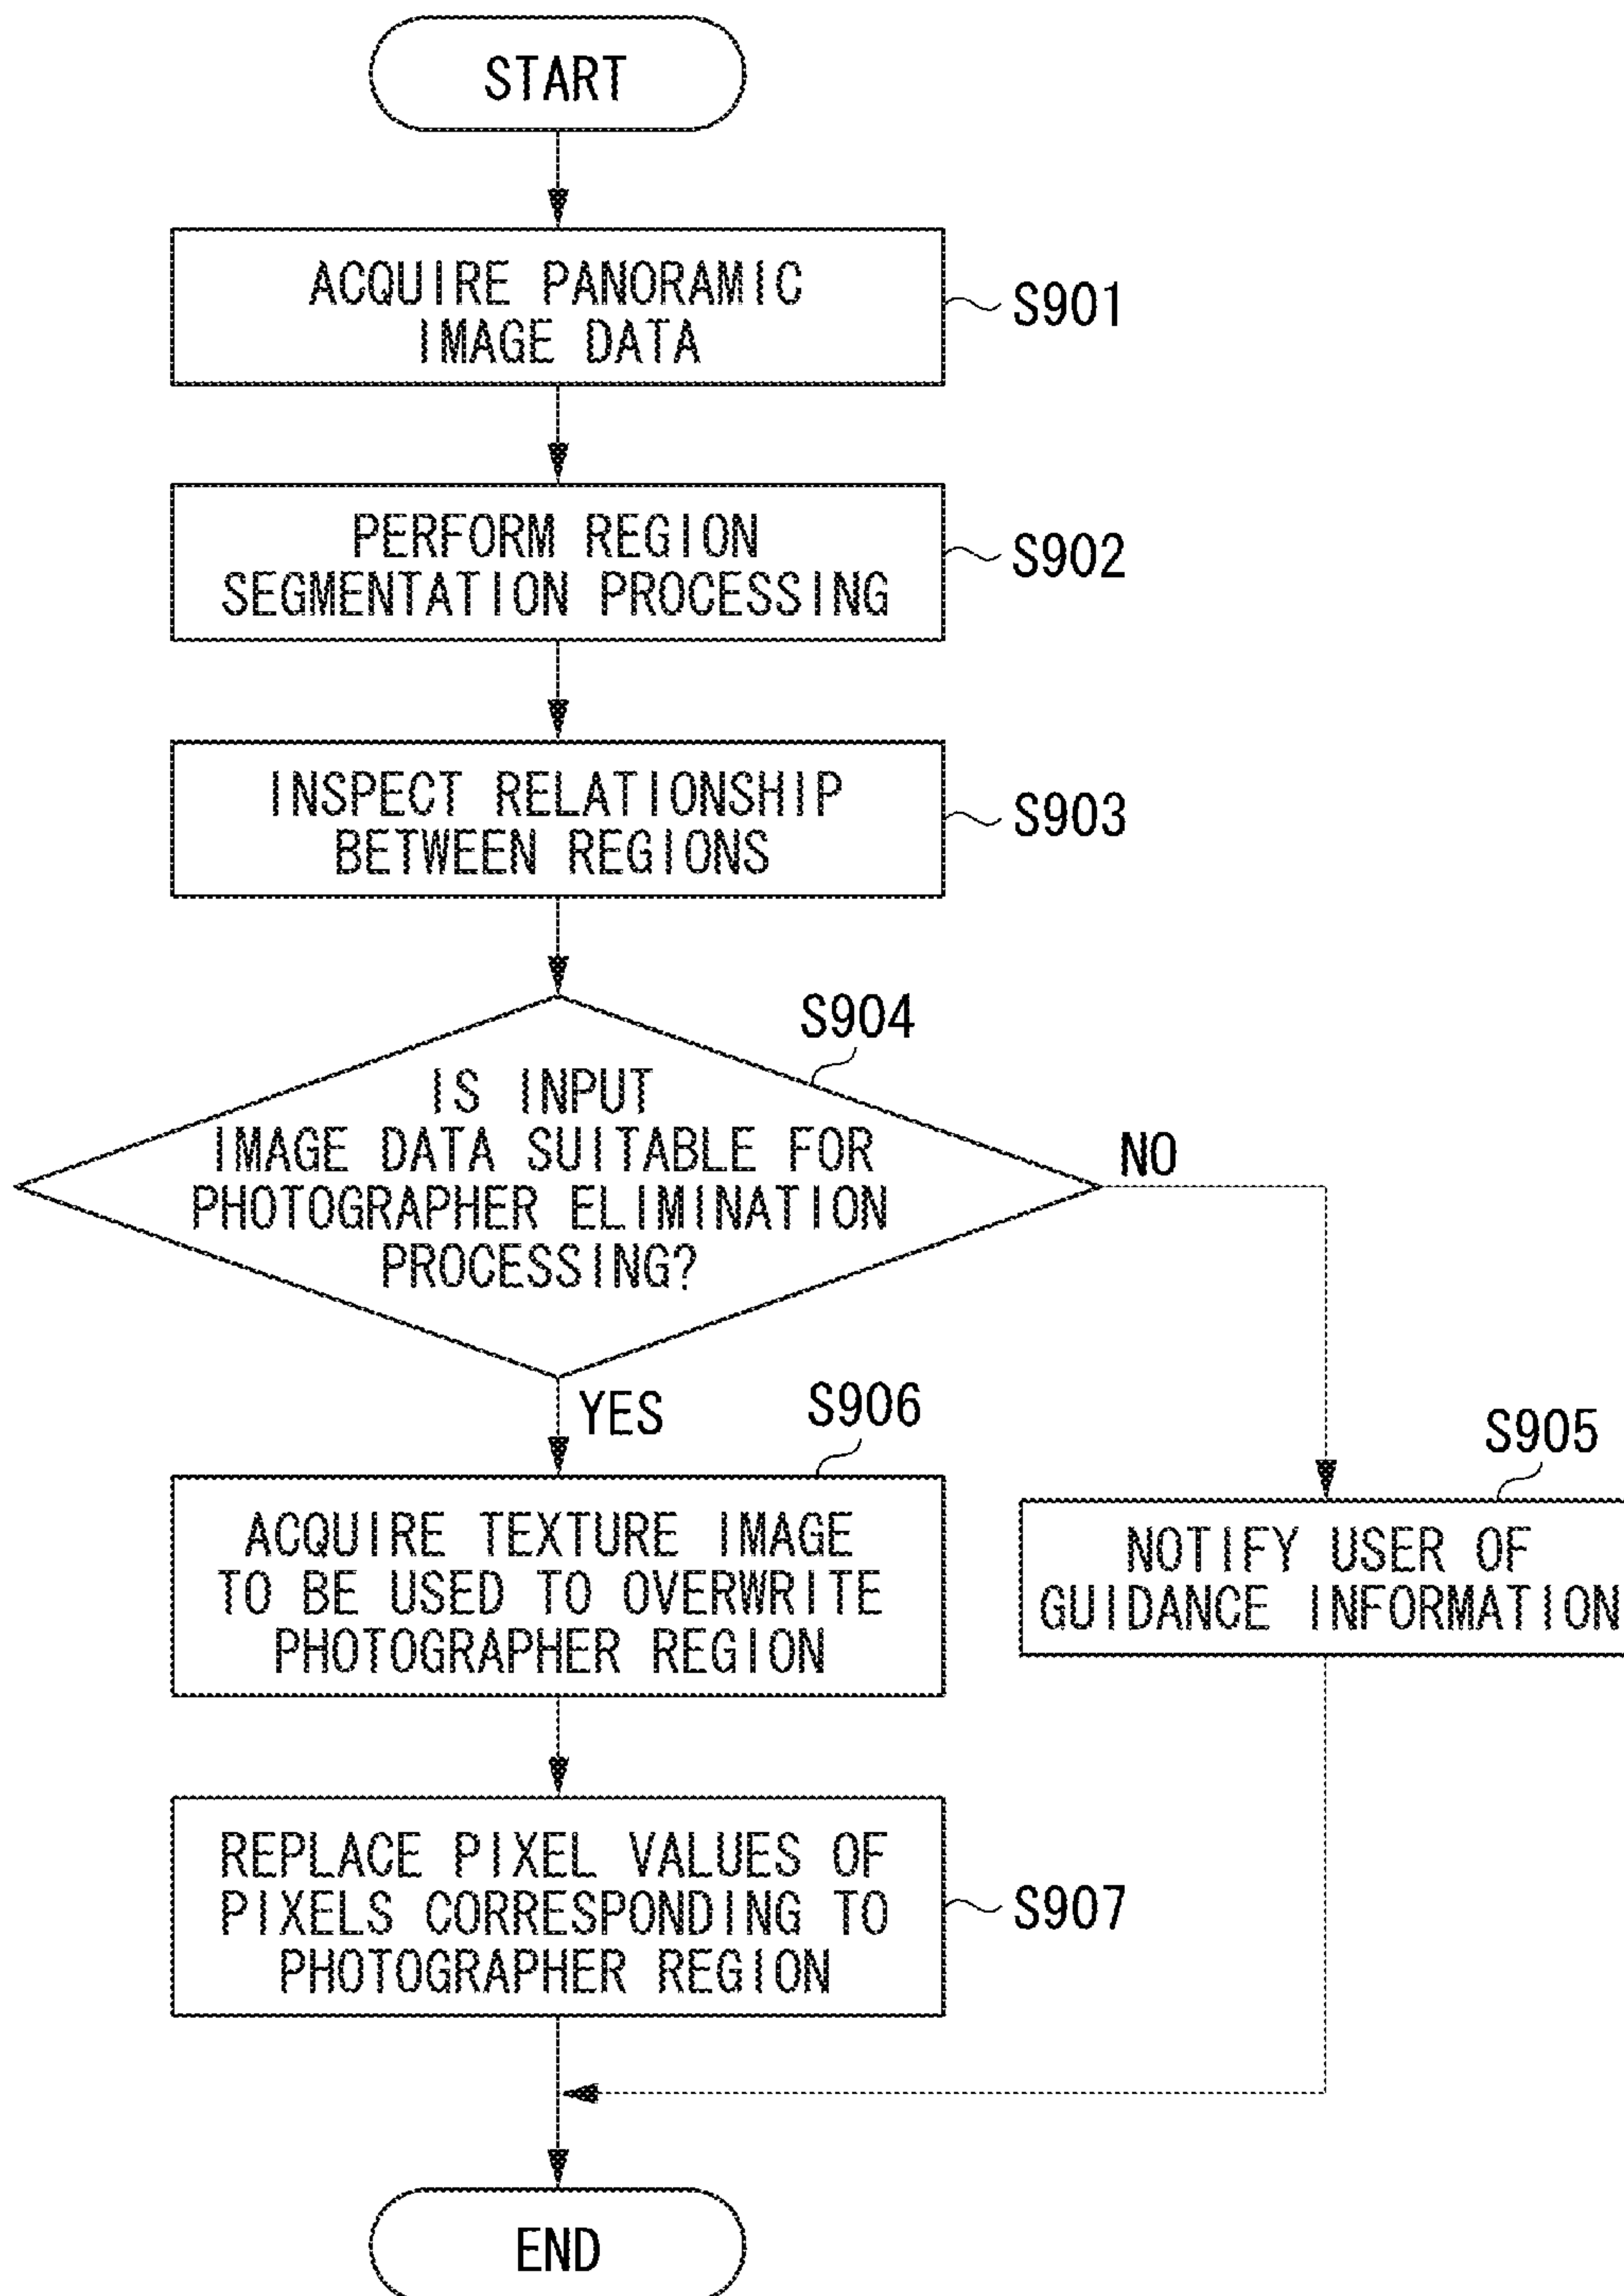 START
ACQUIRE PANORAMIC
IMAGE DATA
S901
PERFORM REGION
SEGMENTATION PROCESSING
S902
INSPECT RELATIONSHIP
BETWEEN REGIONS
S903
S904
IS INPUT
IMAGE DATA SUITABLE FOR
PHOTOGRAPHER ELIMINATION
PROCESSING?
NO
YES
S906
ACQUIRE TEXTURE IMAGE
TO BE USED TO OVERWRITE
PHOTOGRAPHER REGION
S905
NOTIFY USER OF
GUIDANCE INFORMATION
REPLACE PIXEL VALUES OF
PIXELS CORRESPONDING TO
PHOTOGRAPHER REGION
S907
END